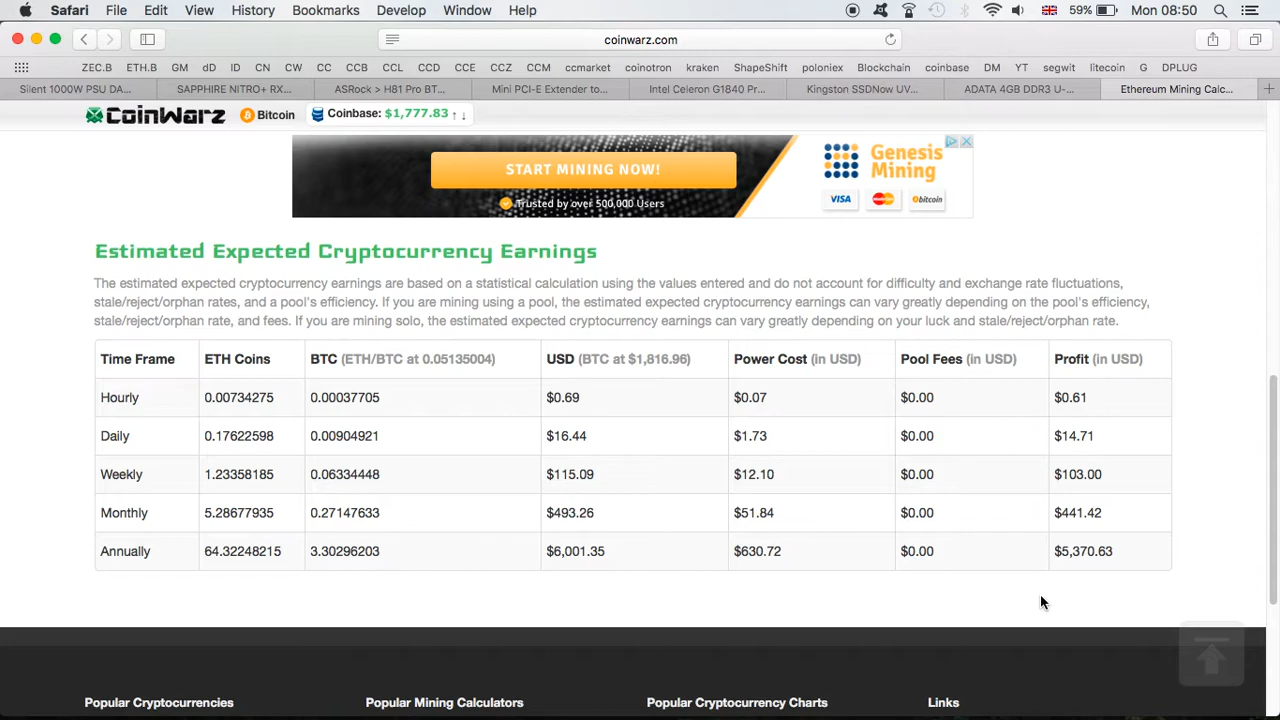 Safari File Edit View History Bookmarks Develop Window Help 59% Mon 08:50
coinwarz.com
ZEC.B ETH.B GM dD ID CN CW CC CCB CCL CCD CCE CCZ CCM ccmarket coinotron kraken ShapeShift poloniex Blockchain coinbase DM YT segwit litecoin G DPLUG
Silent 1000W PSU DA... SAPPHIRE NITRO+ RX... ASRock > H81 Pro BT... Mini PCI-E Extender to... Intel Celeron G1840 Pr... Kingston SSDNow UV... ADATA 4GB DDR3 U-... Ethereum Mining Calc...
CoinWarz Bitcoin Coinbase: $1,777.83 ↑ ↓
START MINING NOW!
Trusted by over 500,000 Users
Genesis
Mining
VISA MasterCard bitcoin
Estimated Expected Cryptocurrency Earnings
The estimated expected cryptocurrency earnings are based on a statistical calculation using the values entered and do not account for difficulty and exchange rate fluctuations,
stale/reject/orphan rates, and a pool's efficiency. If you are mining using a pool, the estimated expected cryptocurrency earnings can vary greatly depending on the pool's efficiency,
stale/reject/orphan rate, and fees. If you are mining solo, the estimated expected cryptocurrency earnings can vary greatly depending on your luck and stale/reject/orphan rate.
Time Frame ETH Coins BTC (ETH/BTC at 0.05135004) USD (BTC at $1,816.96) Power Cost (in USD) Pool Fees (in USD) Profit (in USD)
Hourly 0.00734275 0.00037705 $0.69 $0.07 $0.00 $0.61
Daily 0.17622598 0.00904921 $16.44 $1.73 $0.00 $14.71
Weekly 1.23358185 0.06334448 $115.09 $12.10 $0.00 $103.00
Monthly 5.28677935 0.27147633 $493.26 $51.84 $0.00 $441.42
Annually 64.32248215 3.30296203 $6,001.35 $630.72 $0.00 $5,370.63
Popular Cryptocurrencies Popular Mining Calculators Popular Cryptocurrency Charts Links